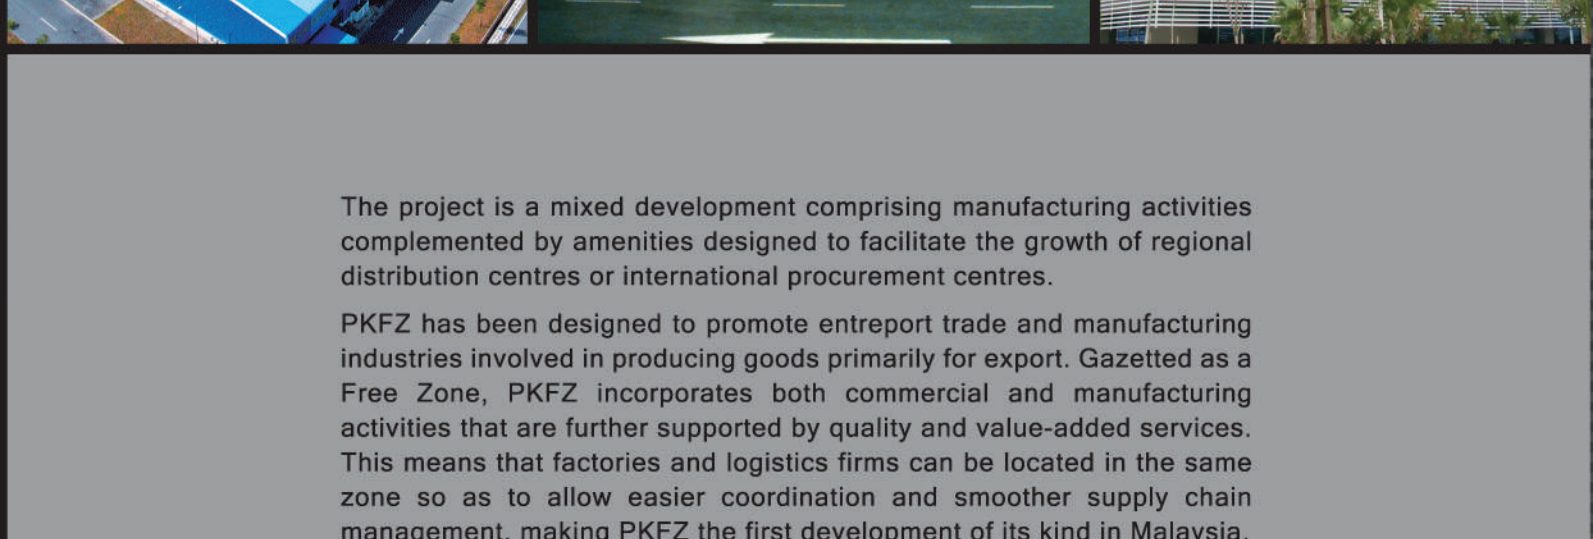 The project is a mixed development comprising manufacturing activities
complemented by amenities designed to facilitate the growth of regional
distribution centres or international procurement centres.
PKFZ has been designed to promote entreport trade and manufacturing
industries involved in producing goods primarily for export. Gazetted as a
Free Zone, PKFZ incorporates both commercial and manufacturing
activities that are further supported by quality and value-added services.
This means that factories and logistics firms can be located in the same
zone so as to allow easier coordination and smoother supply chain
management, making PKFZ the first development of its kind in Malaysia.